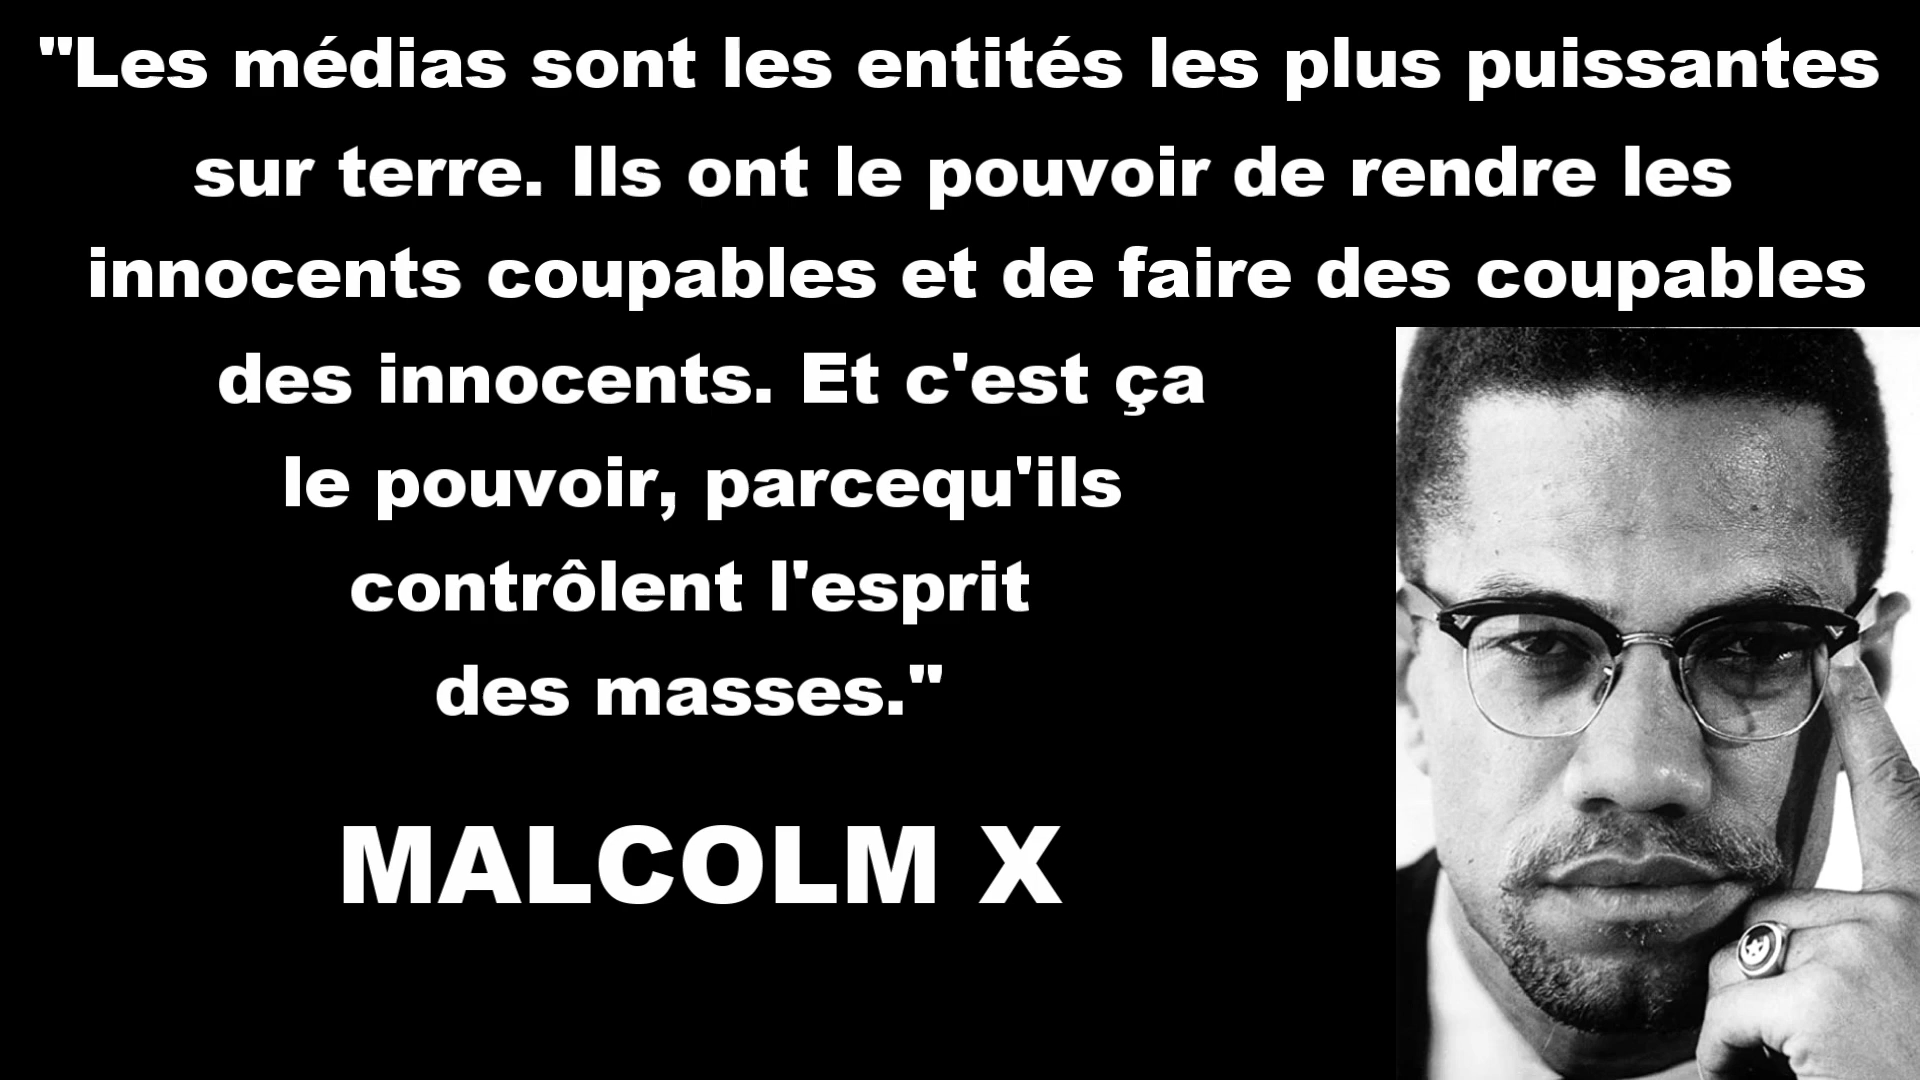 "Les médias sont les entités les plus puissantes
sur terre. Ils ont le pouvoir de rendre les
innocents coupables et de faire des coupables
des innocents. Et c'est ça
le pouvoir, parcequ'ils
contrôlent l'esprit
des masses."
MALCOLM X